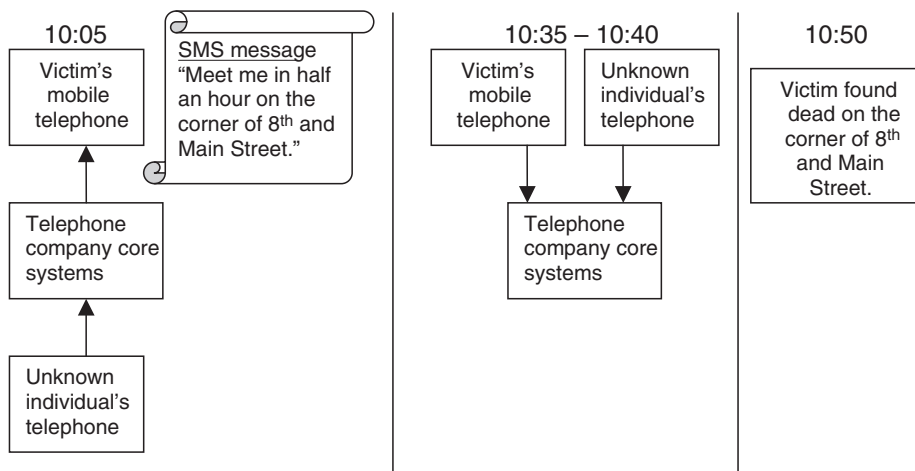 10:05
Victim's
mobile
telephone
SMS message
“Meet me in half
an hour on the
corner of 8th and
Main Street.”
Telephone
company core
systems
Unknown
individual's
telephone
10:35 – 10:40
Victim's
mobile
telephone
Unknown
individual's
telephone
Telephone
company core
systems
10:50
Victim found
dead on the
corner of 8th
and Main
Street.